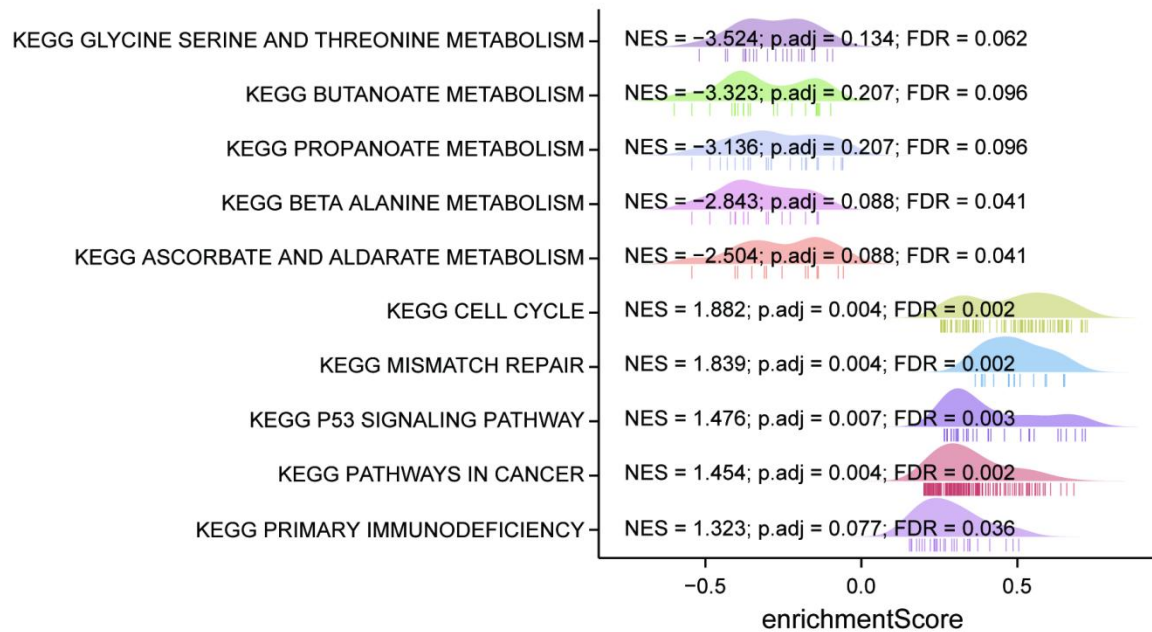 KEGG GLYCINE SERINE AND THREONINE METABOLISM NES = −3.524; p.adj = 0.134; FDR = 0.062
KEGG BUTANOATE METABOLISM NES = −3.323; p.adj = 0.207; FDR = 0.096
KEGG PROPANOATE METABOLISM NES = −3.136; p.adj = 0.207; FDR = 0.096
KEGG BETA ALANINE METABOLISM NES = −2.843; p.adj = 0.088; FDR = 0.041
KEGG ASCORBATE AND ALDARATE METABOLISM NES = −2.504; p.adj = 0.088; FDR = 0.041
KEGG CELL CYCLE NES = 1.882; p.adj = 0.004; FDR = 0.002
KEGG MISMATCH REPAIR NES = 1.839; p.adj = 0.004; FDR = 0.002
KEGG P53 SIGNALING PATHWAY NES = 1.476; p.adj = 0.007; FDR = 0.003
KEGG PATHWAYS IN CANCER NES = 1.454; p.adj = 0.004; FDR = 0.002
KEGG PRIMARY IMMUNODEFICIENCY NES = 1.323; p.adj = 0.077; FDR = 0.036
−0.5 0.0 0.5
enrichmentScore